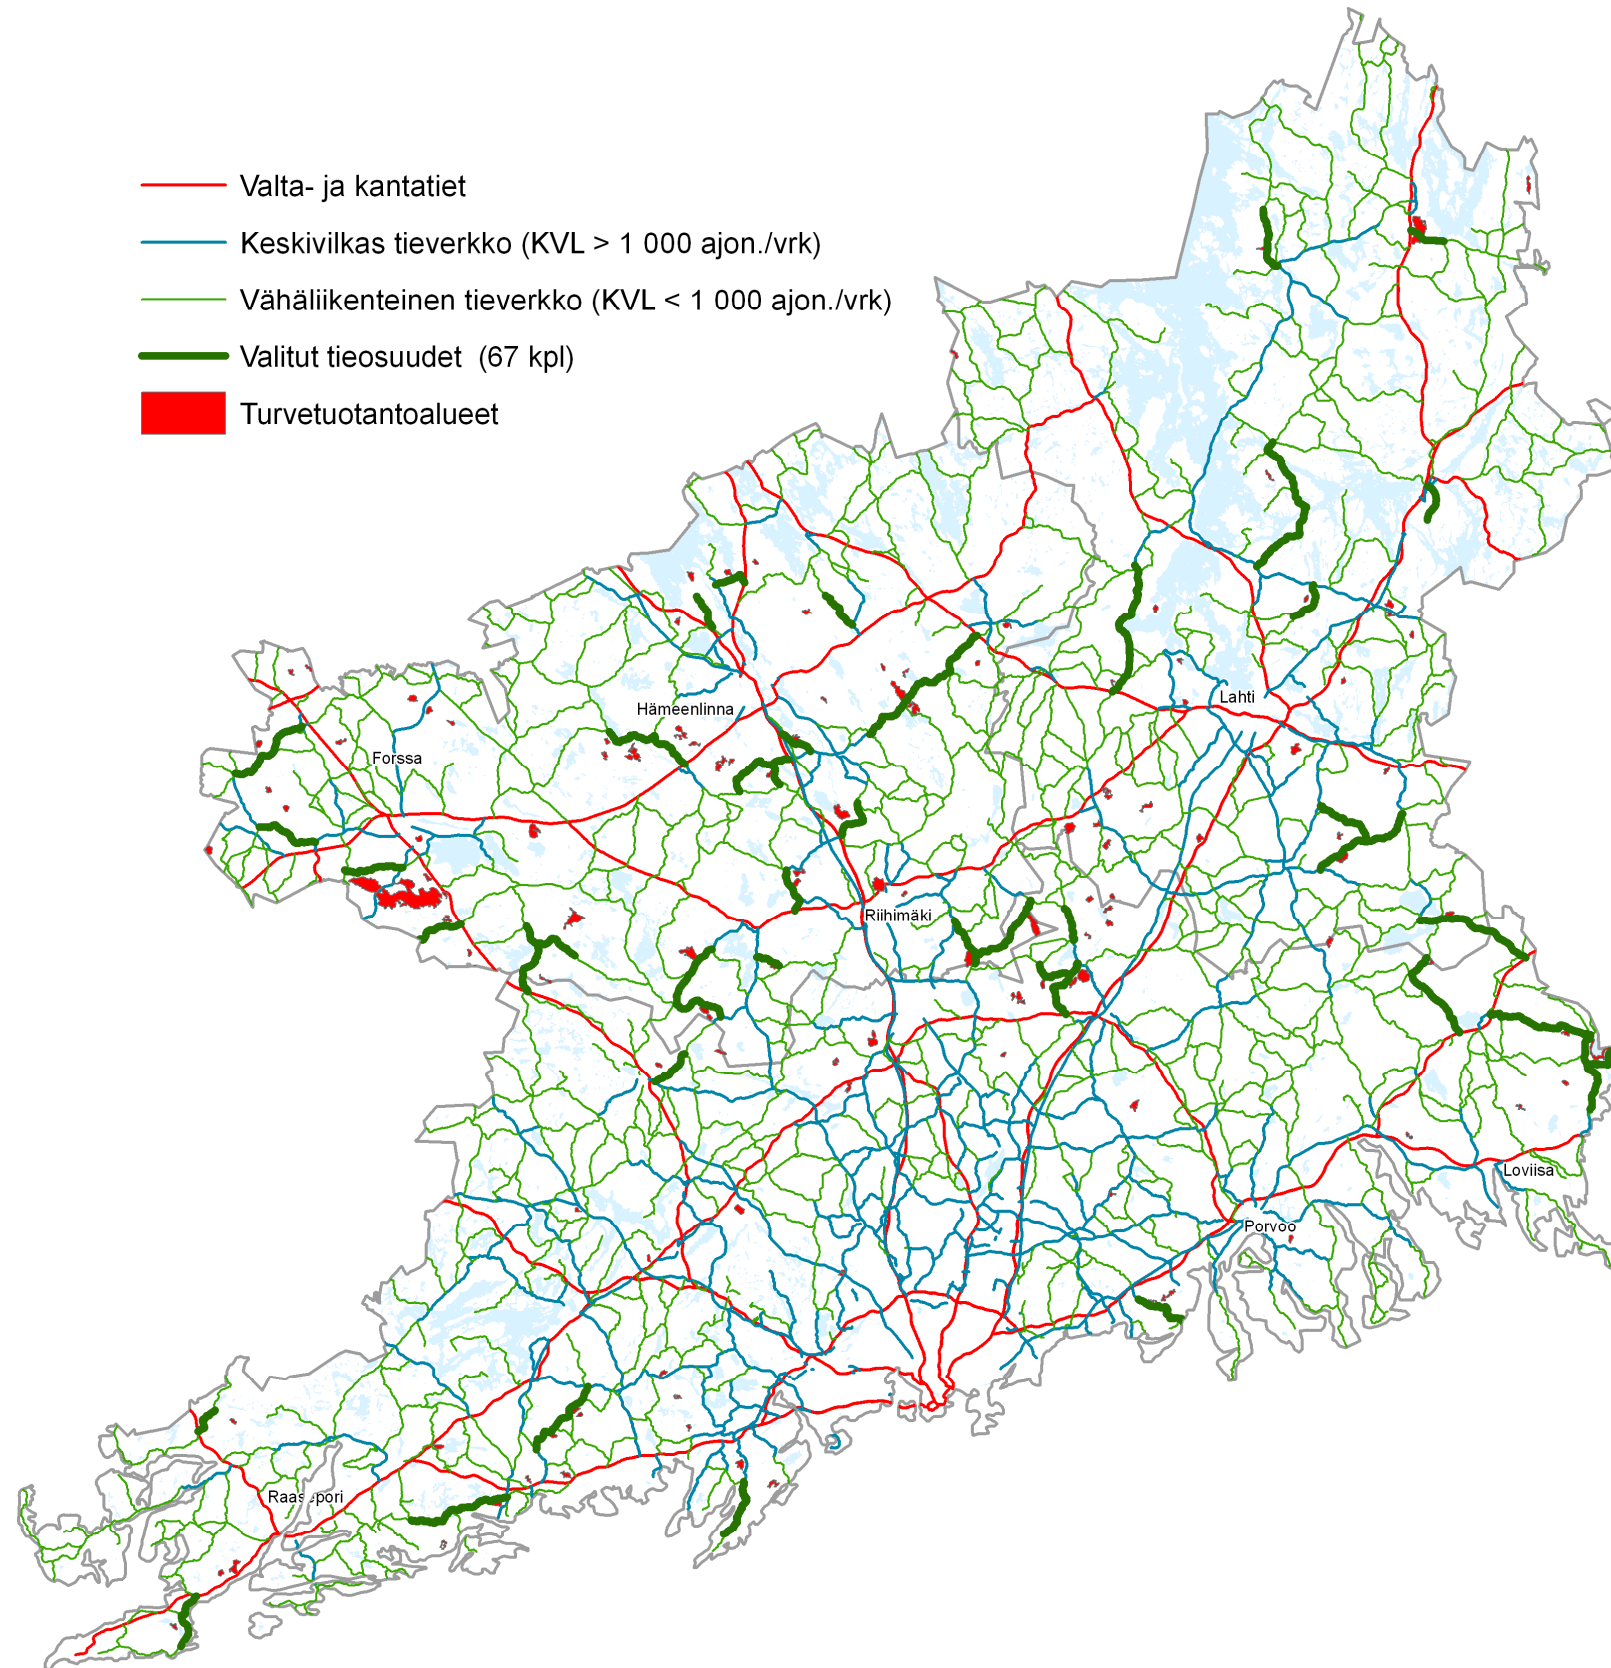 Valta- ja kantatiet
Keskivilkas tieverkko (KVL > 1 000 ajon./vrk)
Vähäliikenteinen tieverkko (KVL < 1 000 ajon./vrk)
Valitut tieosuudet (67 kpl)
Turvetuotantoalueet
Lahti
Hämeenlinna
Forssa
Riihimäki
Loviisa
Porvoo
Raasepori